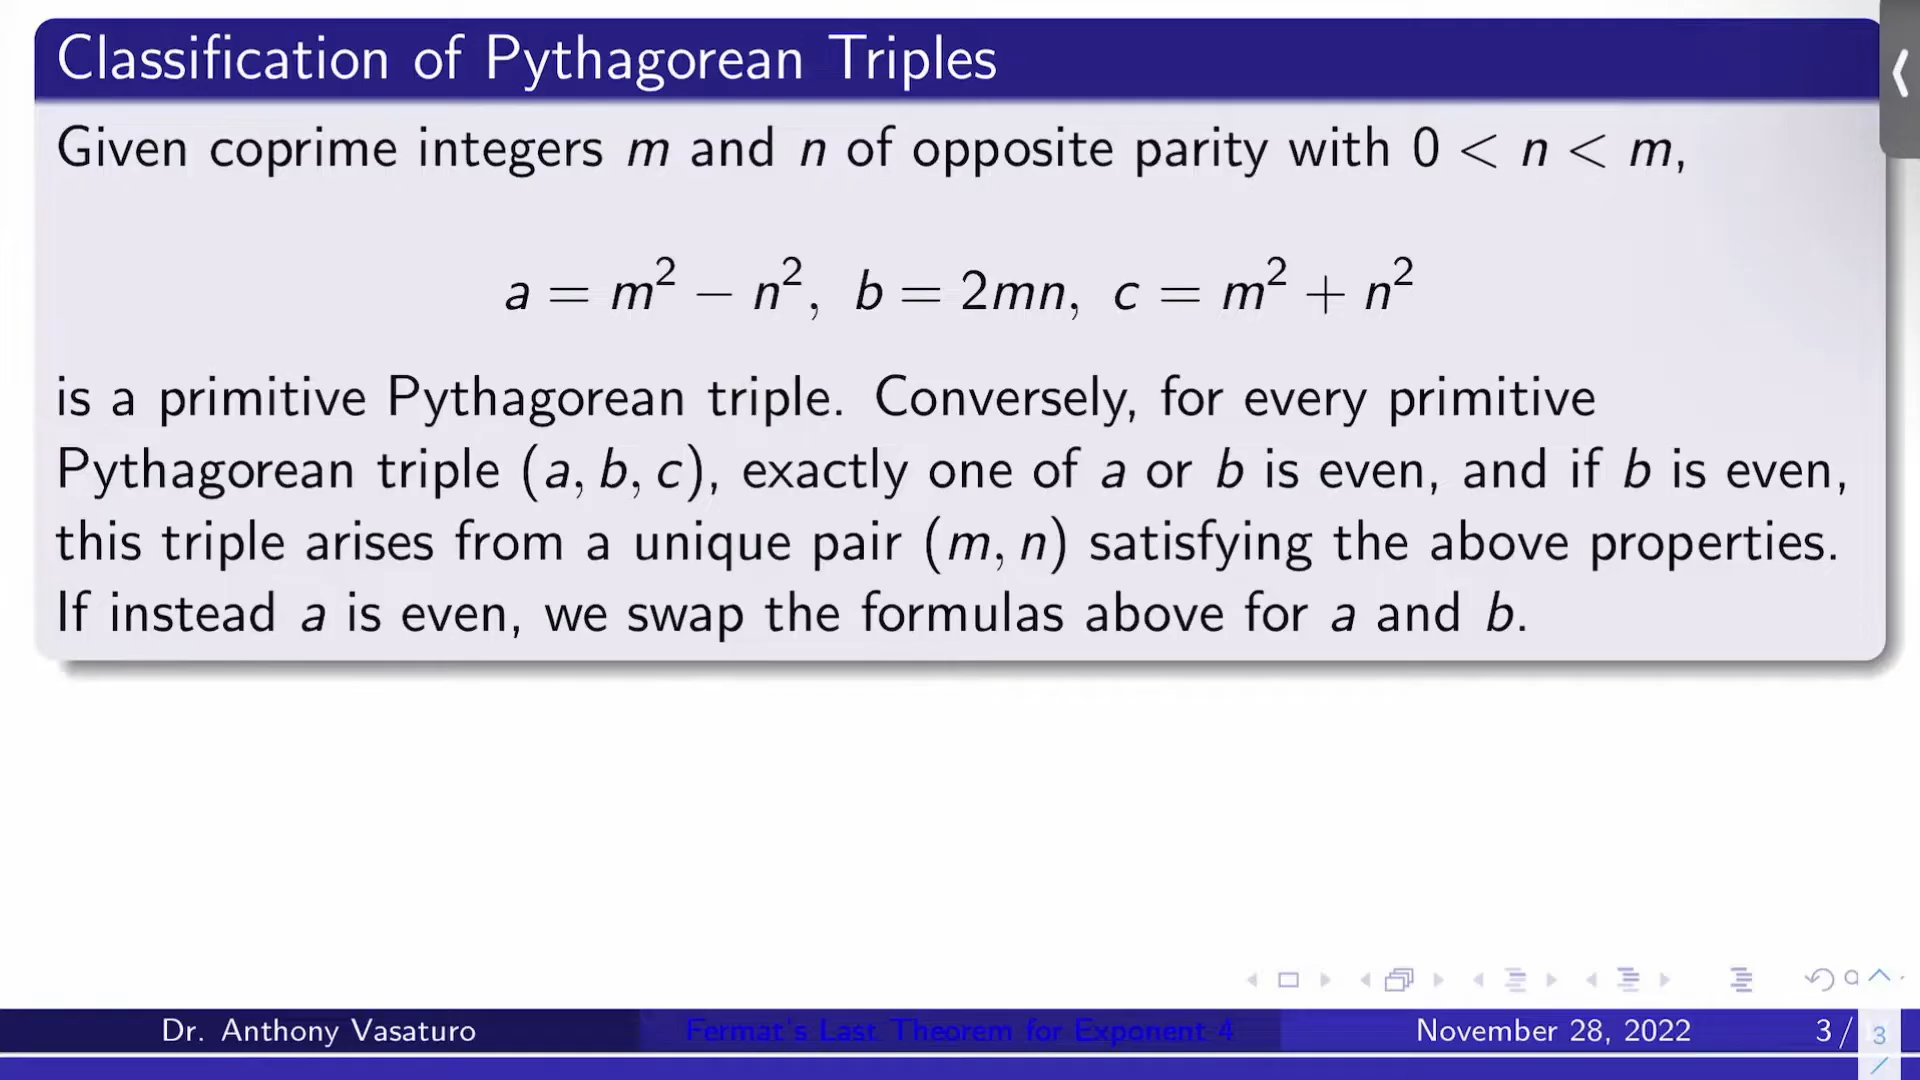 Classification of Pythagorean Triples
Given coprime integers m and n of opposite parity with 0 < n < m,
a = m² − n², b = 2mn, c = m² + n²
is a primitive Pythagorean triple. Conversely, for every primitive
Pythagorean triple (a, b, c), exactly one of a or b is even, and if b is even,
this triple arises from a unique pair (m, n) satisfying the above properties.
If instead a is even, we swap the formulas above for a and b.
Dr. Anthony Vasaturo
Fermat's Last Theorem for Exponent 4
November 28, 2022
3 / 3